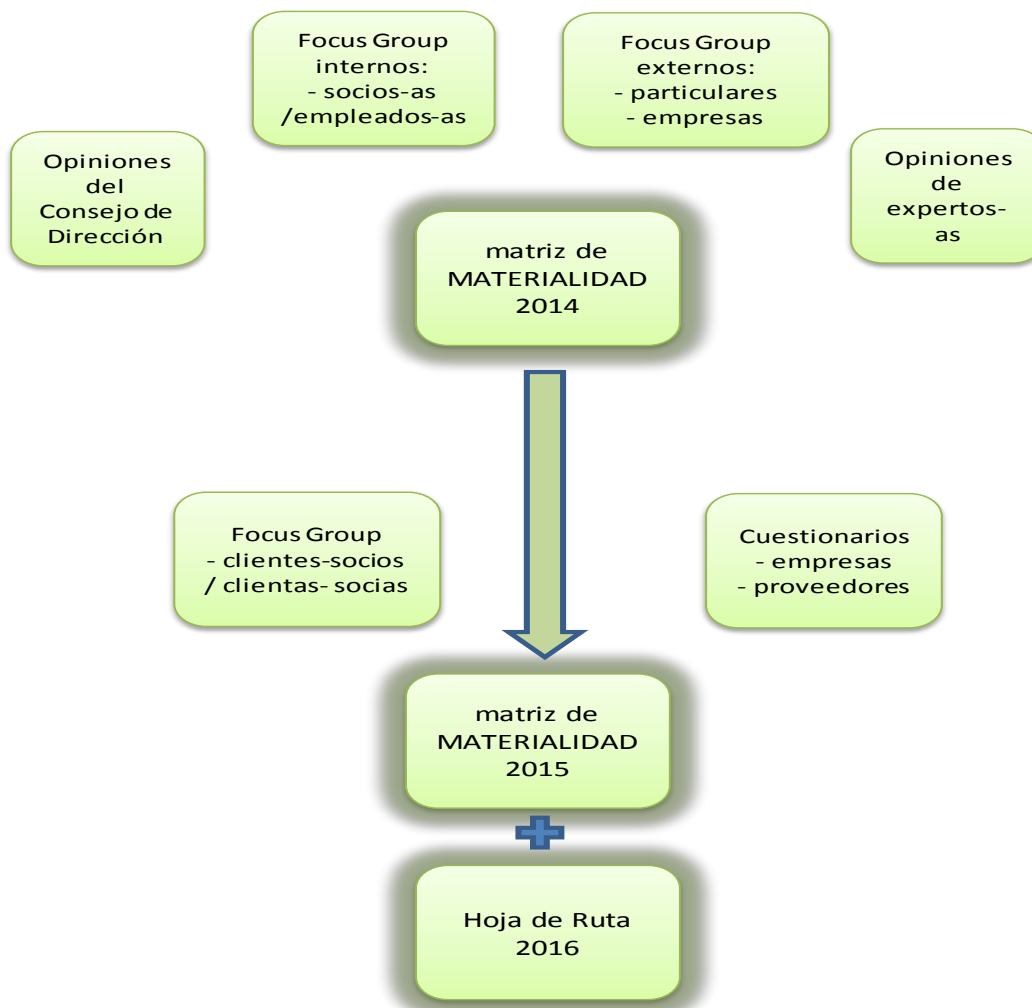 Focus Group
internos:
- socios-as
/empleados-as
Focus Group
externos:
- particulares
- empresas
Opiniones
del
Consejo de
Dirección
Opiniones
de
expertos-
as
matriz de
MATERIALIDAD
2014
Focus Group
- clientes-socios
/ clientas- socias
Cuestionarios
- empresas
- proveedores
matriz de
MATERIALIDAD
2015
Hoja de Ruta
2016